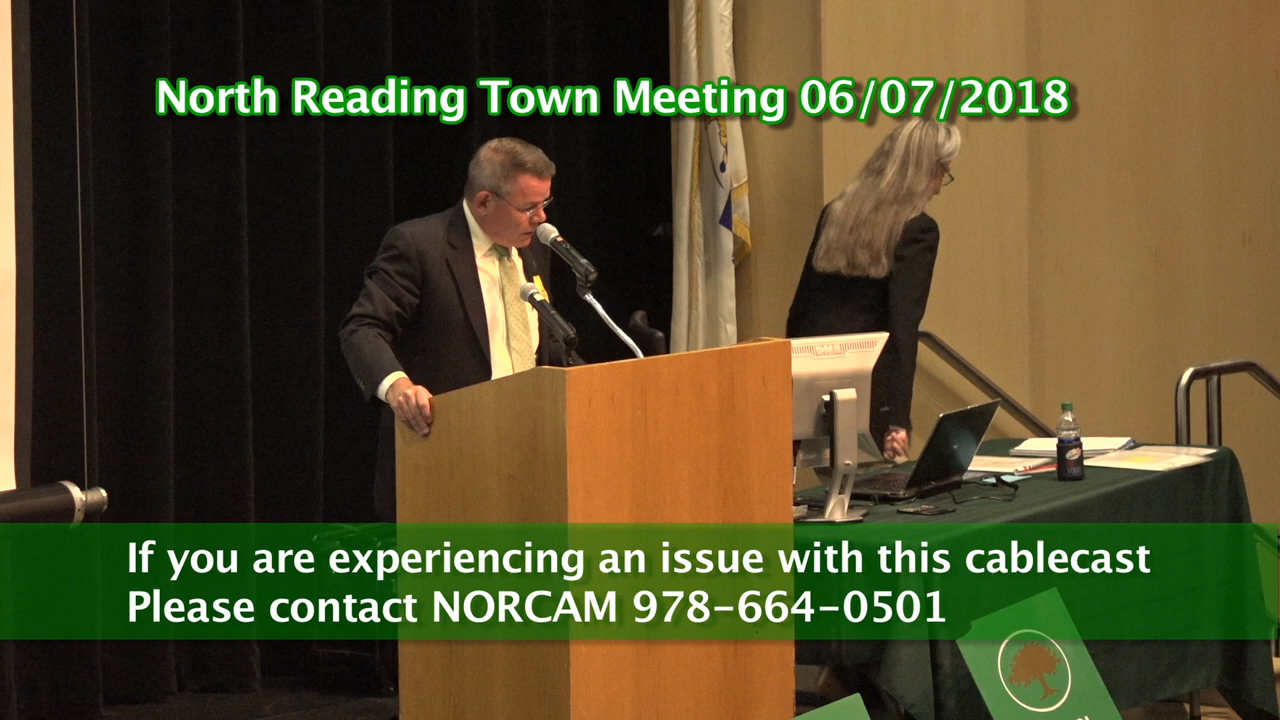 North Reading Town Meeting 06/07/2018
If you are experiencing an issue with this cablecast
Please contact NORCAM 978-664-0501